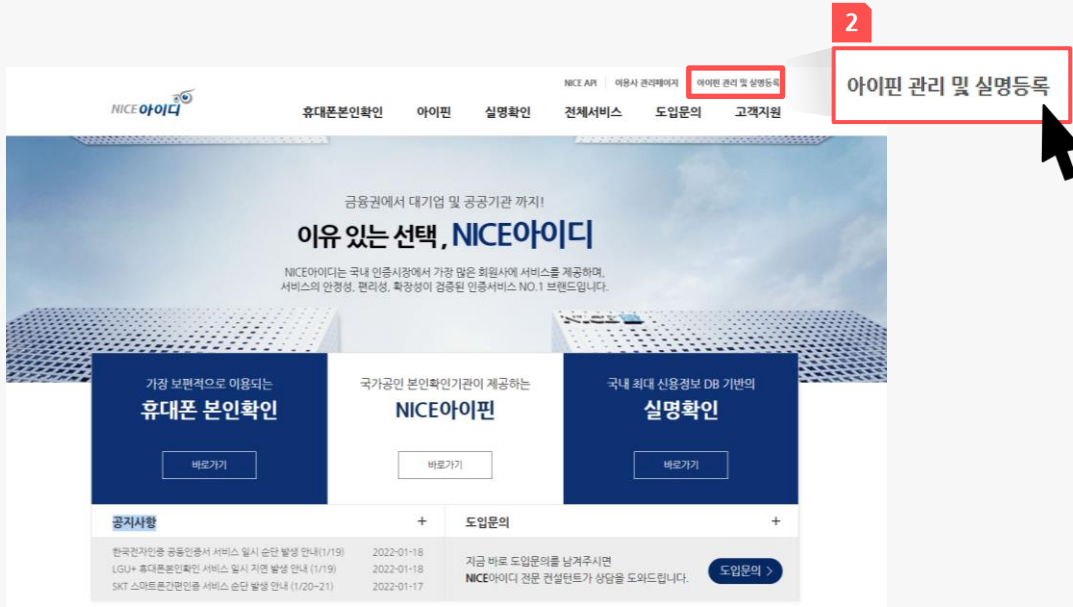 2
아이핀 관리 및 실명등록
NICE API 이용사 관리페이지 아이핀 관리 및 실명등록
NICE아이디
휴대폰본인확인 아이핀 실명확인 전체서비스 도입문의 고객지원
금융권에서 대기업 및 공공기관 까지!
이유 있는 선택, NICE아이디
NICE아이디는 국내 인증시장에서 가장 많은 회원사에 서비스를 제공하며,
서비스의 안정성, 편리성, 확장성이 검증된 인증서비스 NO.1 브랜드입니다.
가장 보편적으로 이용되는
휴대폰 본인확인
바로가기
국가공인 본인확인기관이 제공하는
NICE아이핀
바로가기
국내 최대 신용정보 DB 기반의
실명확인
바로가기
공지사항 +
한국전자인증 공동인증서 서비스 일시 순단 발생 안내(1/19) 2022-01-18
LGU+ 휴대폰본인확인 서비스 일시 지연 발생 안내 (1/19) 2022-01-18
SKT 스마트폰간편인증 서비스 순단 발생 안내 (1/20~21) 2022-01-17
도입문의 +
지금 바로 도입문의를 남겨주시면
NICE아이디 전문 컨설턴트가 상담을 도와드립니다.
도입문의 >